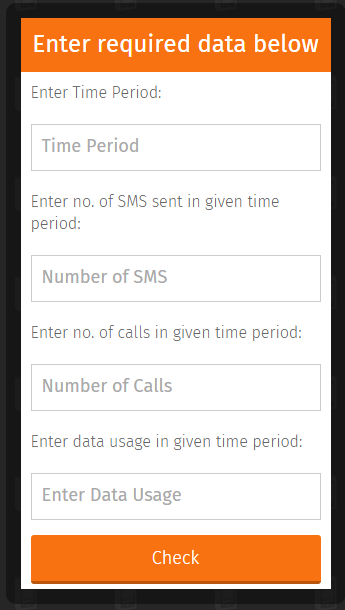 Enter required data below
Enter Time Period:
Time Period
Enter no. of SMS sent in given time
period:
Number of SMS
Enter no. of calls in given time period:
Number of Calls
Enter data usage in given time period:
Enter Data Usage
Check